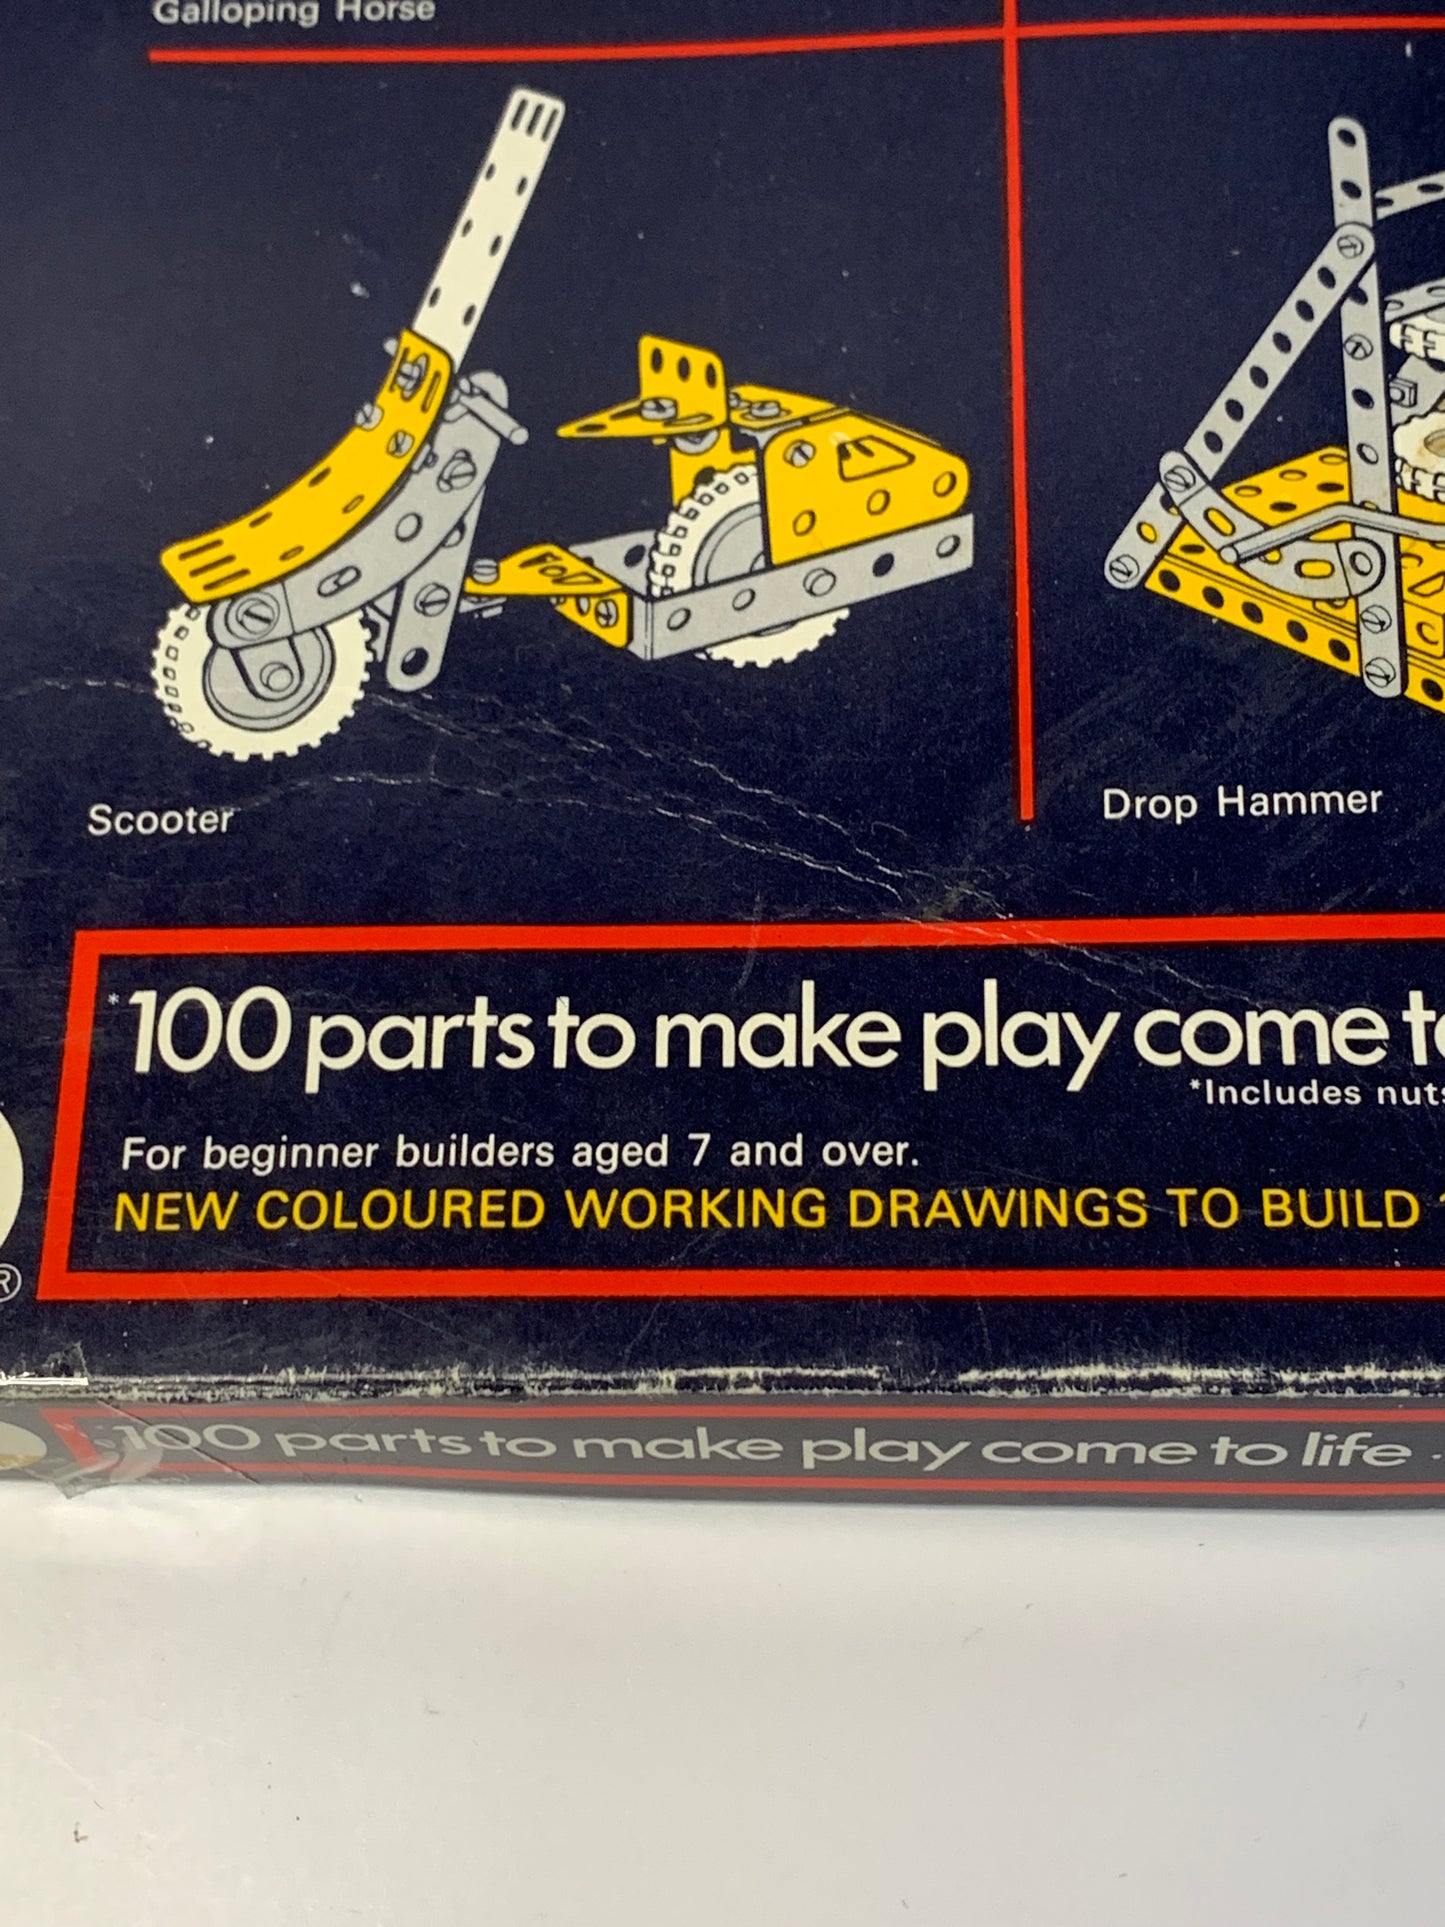 Galloping Horse
Scooter
Drop Hammer
*100 parts to make play come to
*Includes nuts
For beginner builders aged 7 and over.
NEW COLOURED WORKING DRAWINGS TO BUILD
®
*100 parts to make play come to life